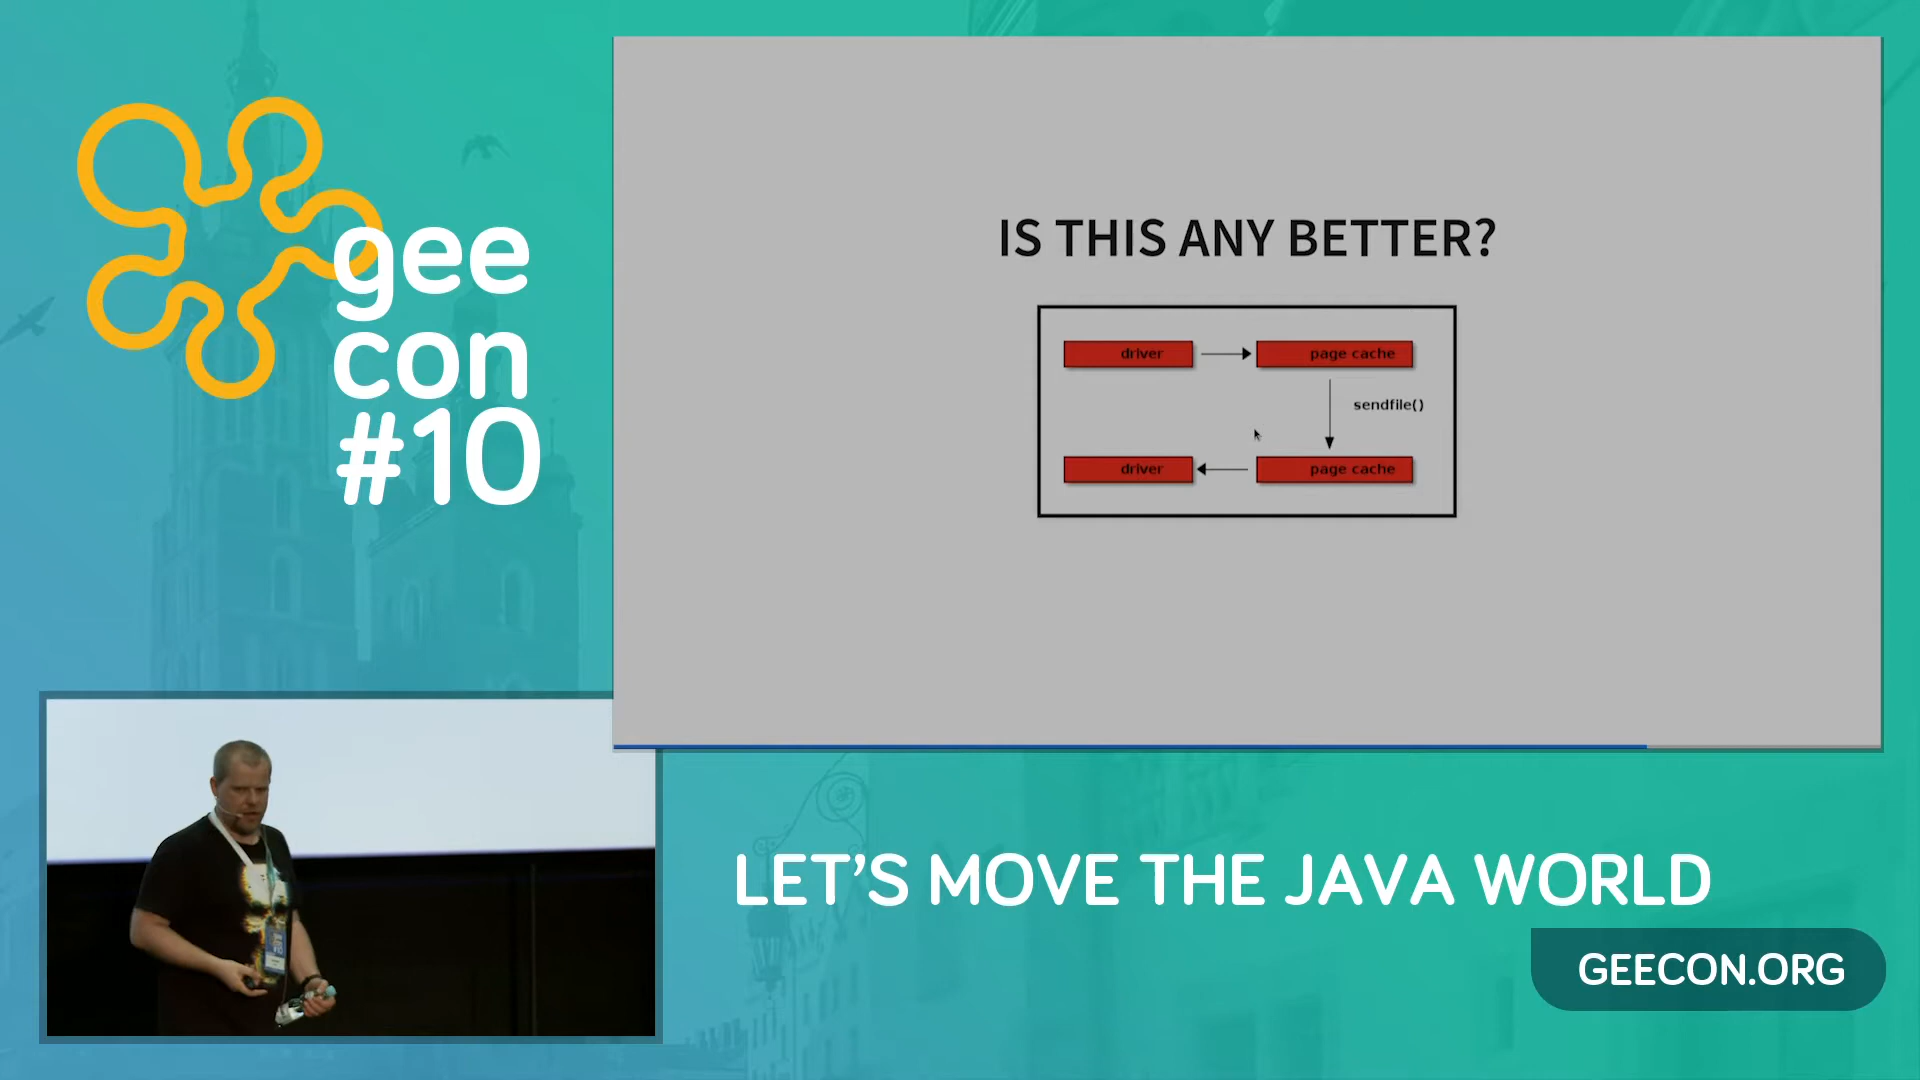 gee
con
#10
IS THIS ANY BETTER?
driver
page cache
sendfile()
driver
page cache
LET'S MOVE THE JAVA WORLD
GEECON.ORG